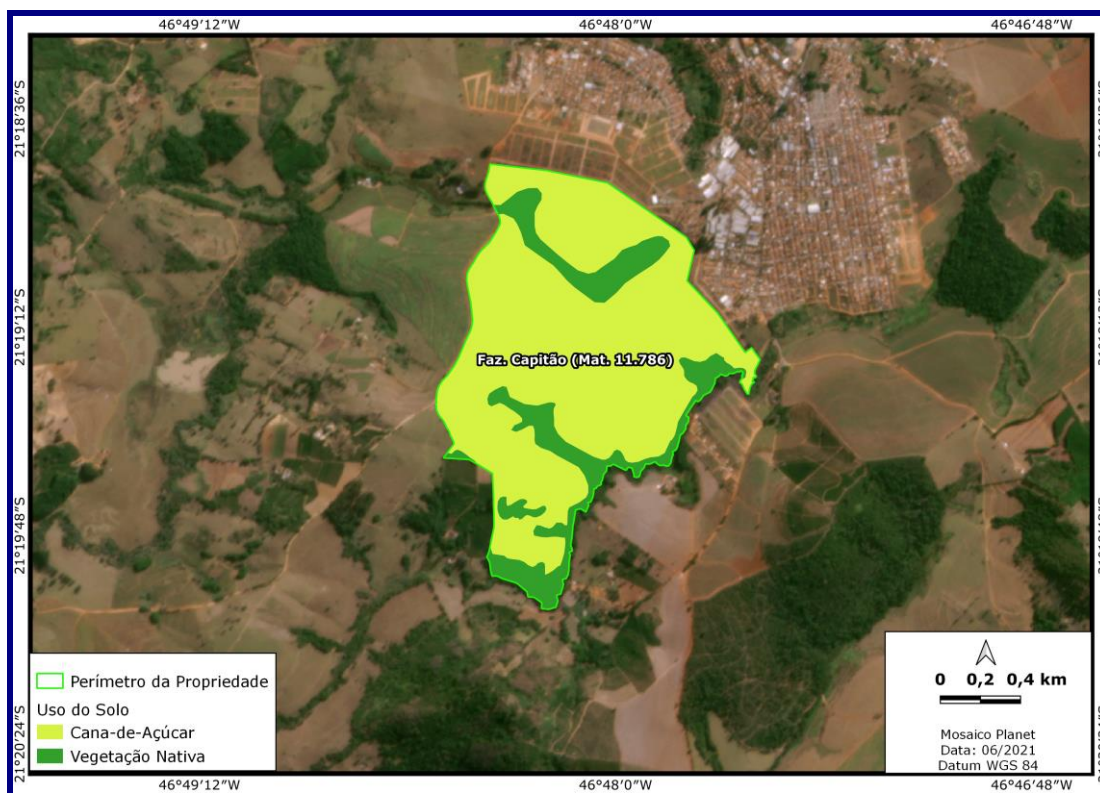 46°49'12"W 46°48'0"W 46°46'48"W
21°18'36"S
21°19'12"S
21°19'48"S
21°20'24"S
Faz. Capitão (Mat. 11.786)
Perímetro da Propriedade
Uso do Solo
Cana-de-Açúcar
Vegetação Nativa
0 0,2 0,4 km
Mosaico Planet
Data: 06/2021
Datum WGS 84
46°49'12"W 46°48'0"W 46°46'48"W